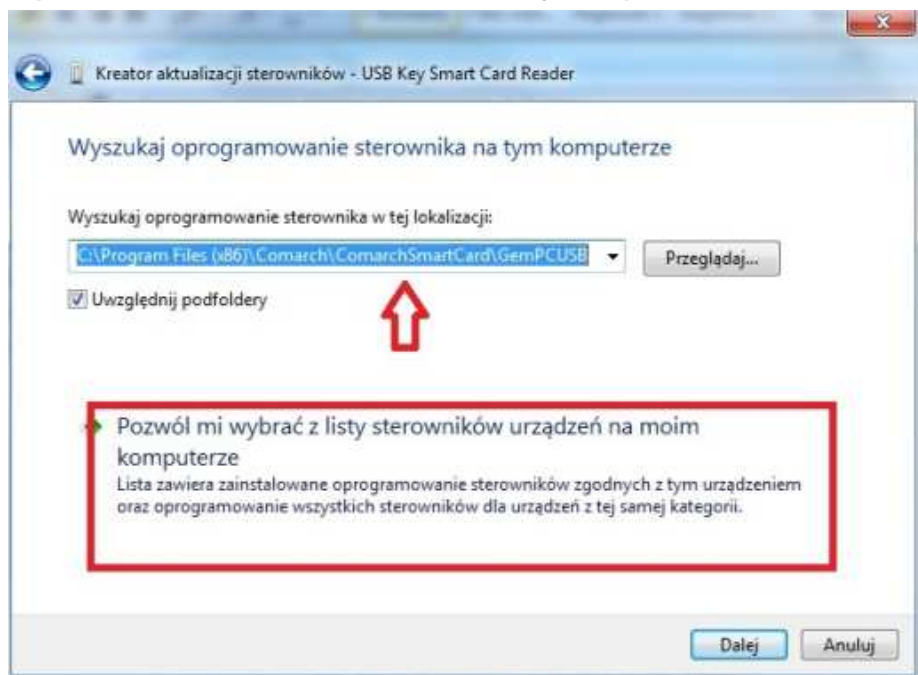 Kreator aktualizacji sterowników - USB Key Smart Card Reader
Wyszukaj oprogramowanie sterownika na tym komputerze
Wyszukaj oprogramowanie sterownika w tej lokalizacji:
C:\Program Files (x86)\Comarch\ComarchSmartCard\GemPCUSB
Przeglądaj...
Uwzględnij podfoldery
Pozwól mi wybrać z listy sterowników urządzeń na moim
komputerze
Lista zawiera zainstalowane oprogramowanie sterowników zgodnych z tym urządzeniem
oraz oprogramowanie wszystkich sterowników dla urządzeń z tej samej kategorii.
Dalej
Anuluj